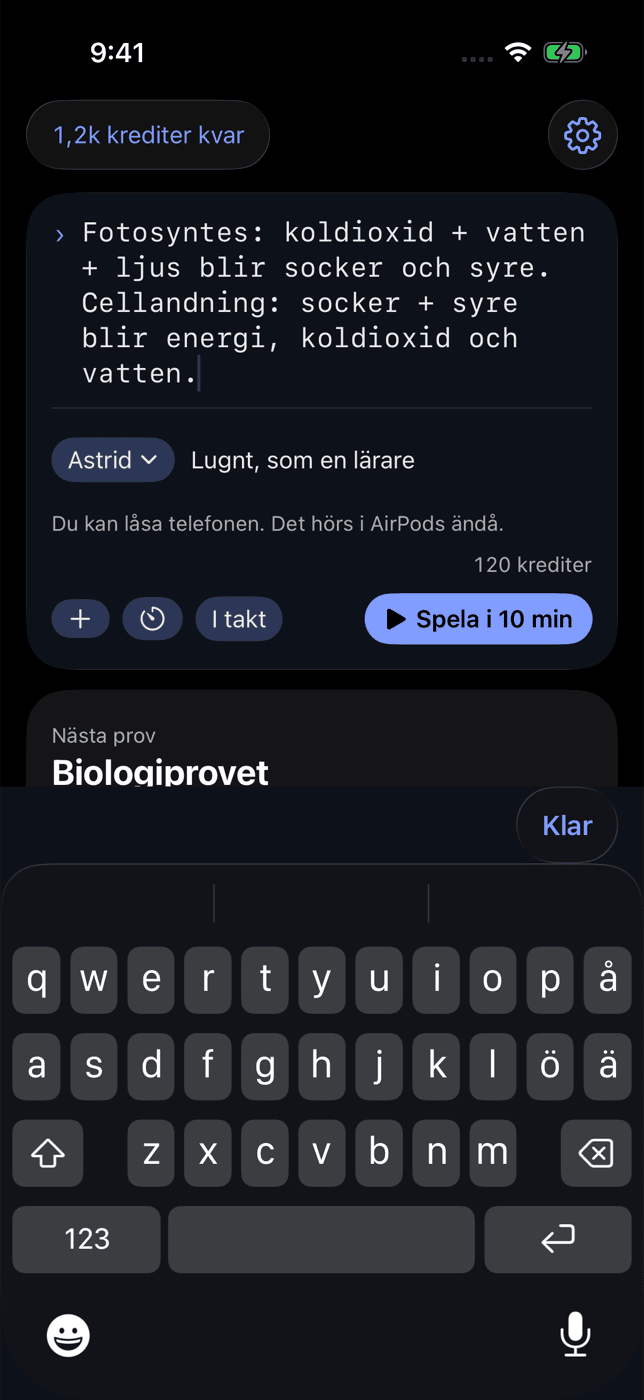 9:41
1,2k krediter kvar
› Fotosyntes: koldioxid + vatten
+ ljus blir socker och syre.
Cellandning: socker + syre
blir energi, koldioxid och
vatten.
Astrid Lugnt, som en lärare
Du kan låsa telefonen. Det hörs i AirPods ändå.
120 krediter
+ I takt Spela i 10 min
Nästa prov
Biologiprovet
Klar
q w e r t y u i o p å
a s d f g h j k l ö ä
z x c v b n m
123